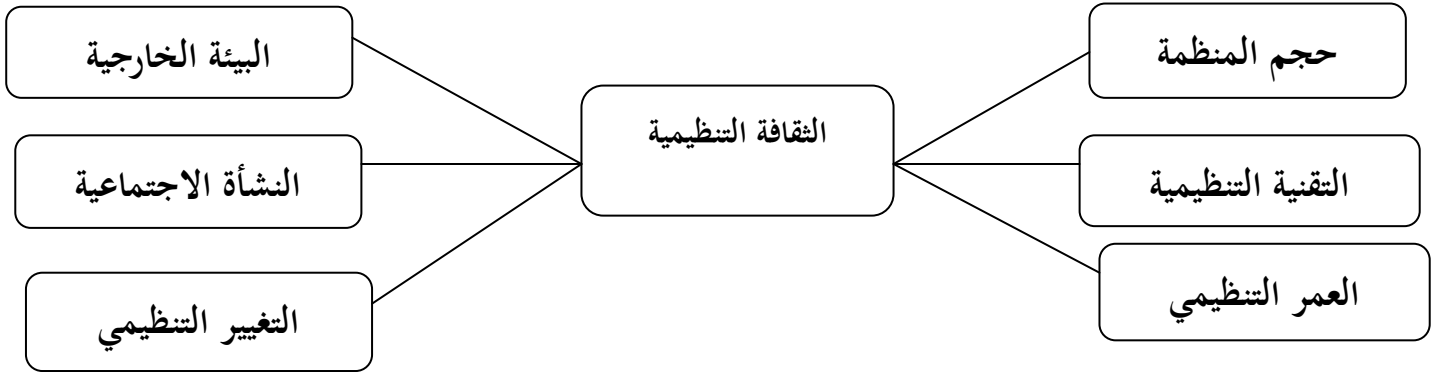 حجم المنظمة
البيئة الخارجية
الثقافة التنظيمية
التقنية التنظيمية
النشأة الاجتماعية
العمر التنظيمي
التغيير التنظيمي